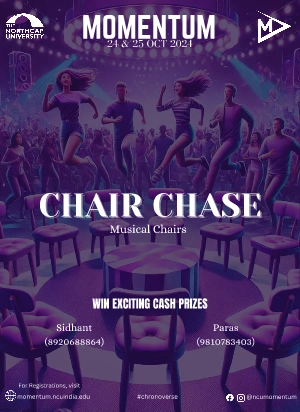 THE
NORTHCAP
UNIVERSITY
MOMENTUM
24 & 25 OCT 2024
CHAIR CHASE
Musical Chairs
WIN EXCITING CASH PRIZES
Sidhant
(8920688864)
Paras
(9810783403)
For Registrations, visit
momentum.ncuindia.edu
#chronoverse
@ncumomentum